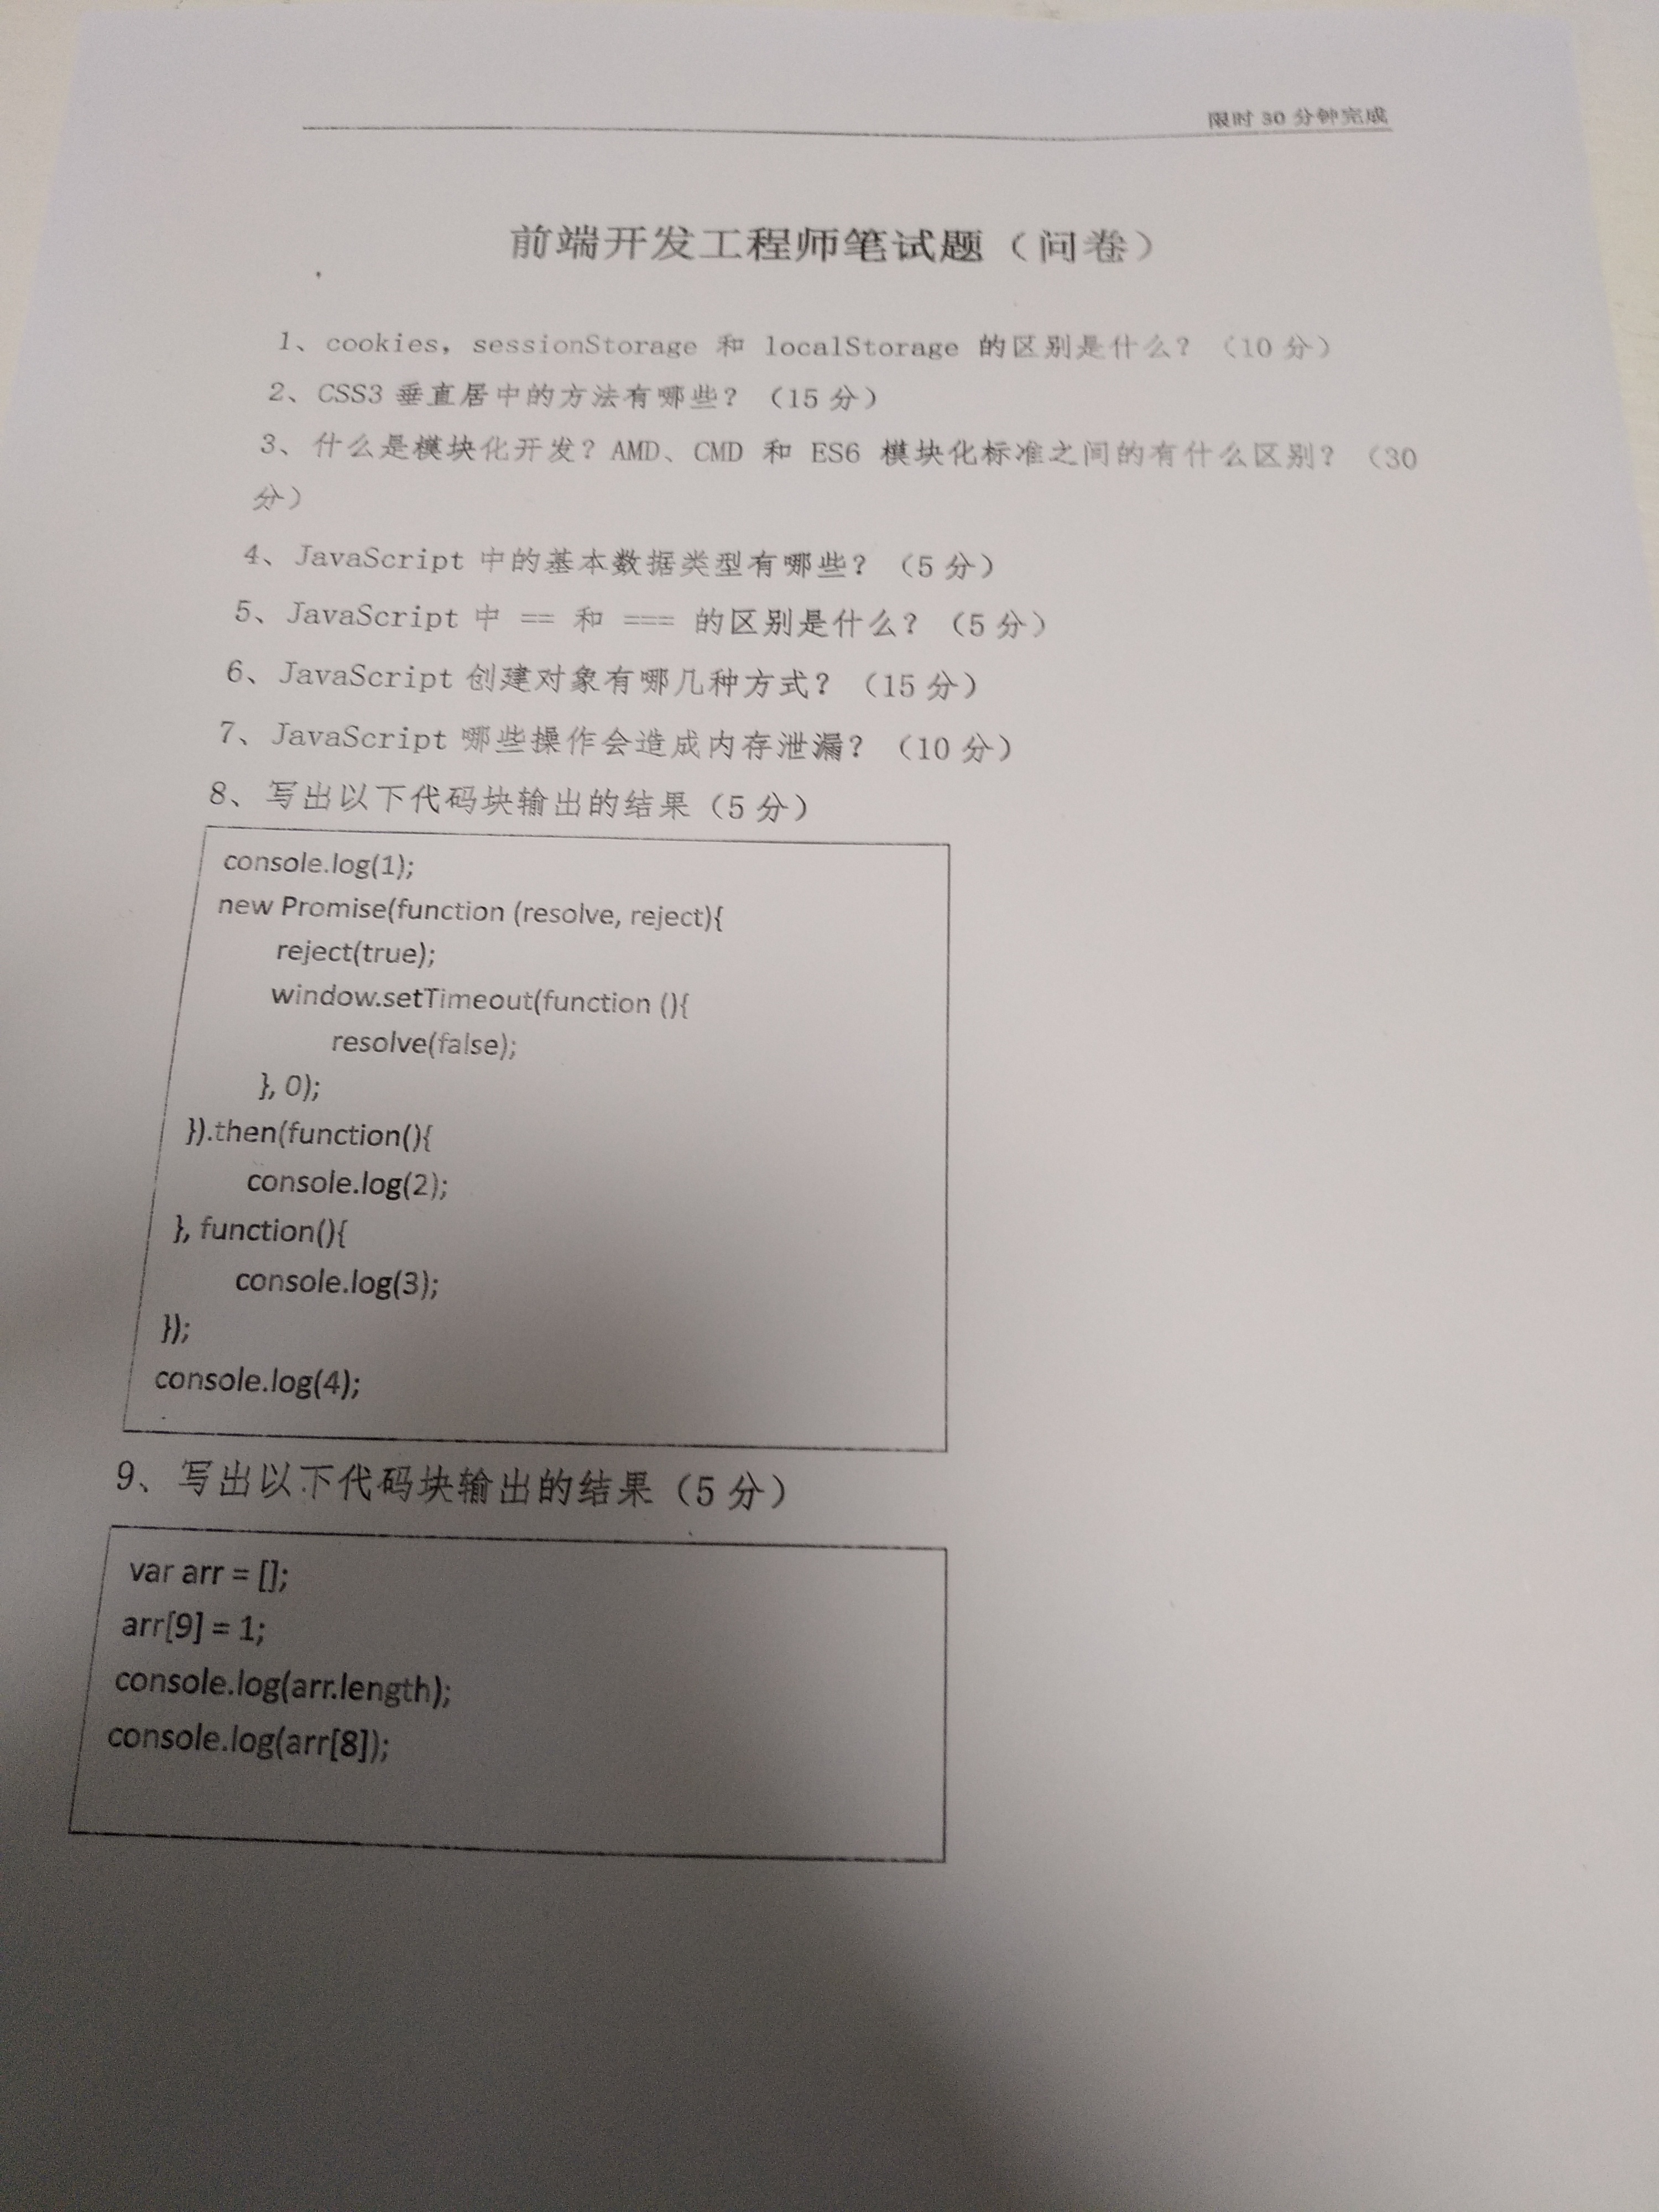 限时 30 分钟完成
前端开发工程师笔试题（问卷）
1、cookies，sessionStorage 和 localStorage 的区别是什么？（10 分）
2、CSS3 垂直居中的方法有哪些？（15 分）
3、什么是模块化开发？AMD、CMD 和 ES6 模块化标准之间的有什么区别？（30
分）
4、JavaScript 中的基本数据类型有哪些？（5 分）
5、JavaScript 中 == 和 === 的区别是什么？（5 分）
6、JavaScript 创建对象有哪几种方式？（15 分）
7、JavaScript 哪些操作会造成内存泄漏？（10 分）
8、写出以下代码块输出的结果（5 分）
console.log(1);
new Promise(function (resolve, reject){
reject(true);
window.setTimeout(function (){
resolve(false);
}, 0);
}).then(function(){
console.log(2);
}, function(){
console.log(3);
});
console.log(4);
9、写出以下代码块输出的结果（5 分）
var arr = [];
arr[9] = 1;
console.log(arr.length);
console.log(arr[8]);